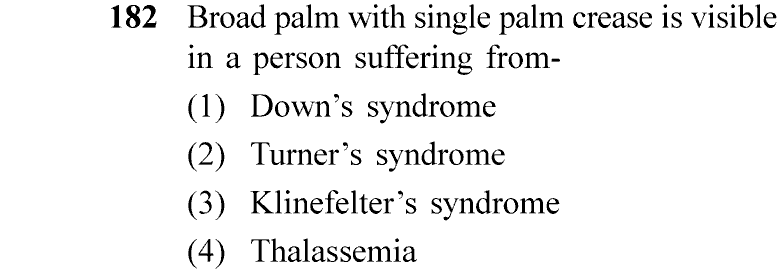 182 Broad palm with single palm crease is visible
in a person suffering from-
(1) Down's syndrome
(2) Turner's syndrome
(3) Klinefelter's syndrome
(4) Thalassemia